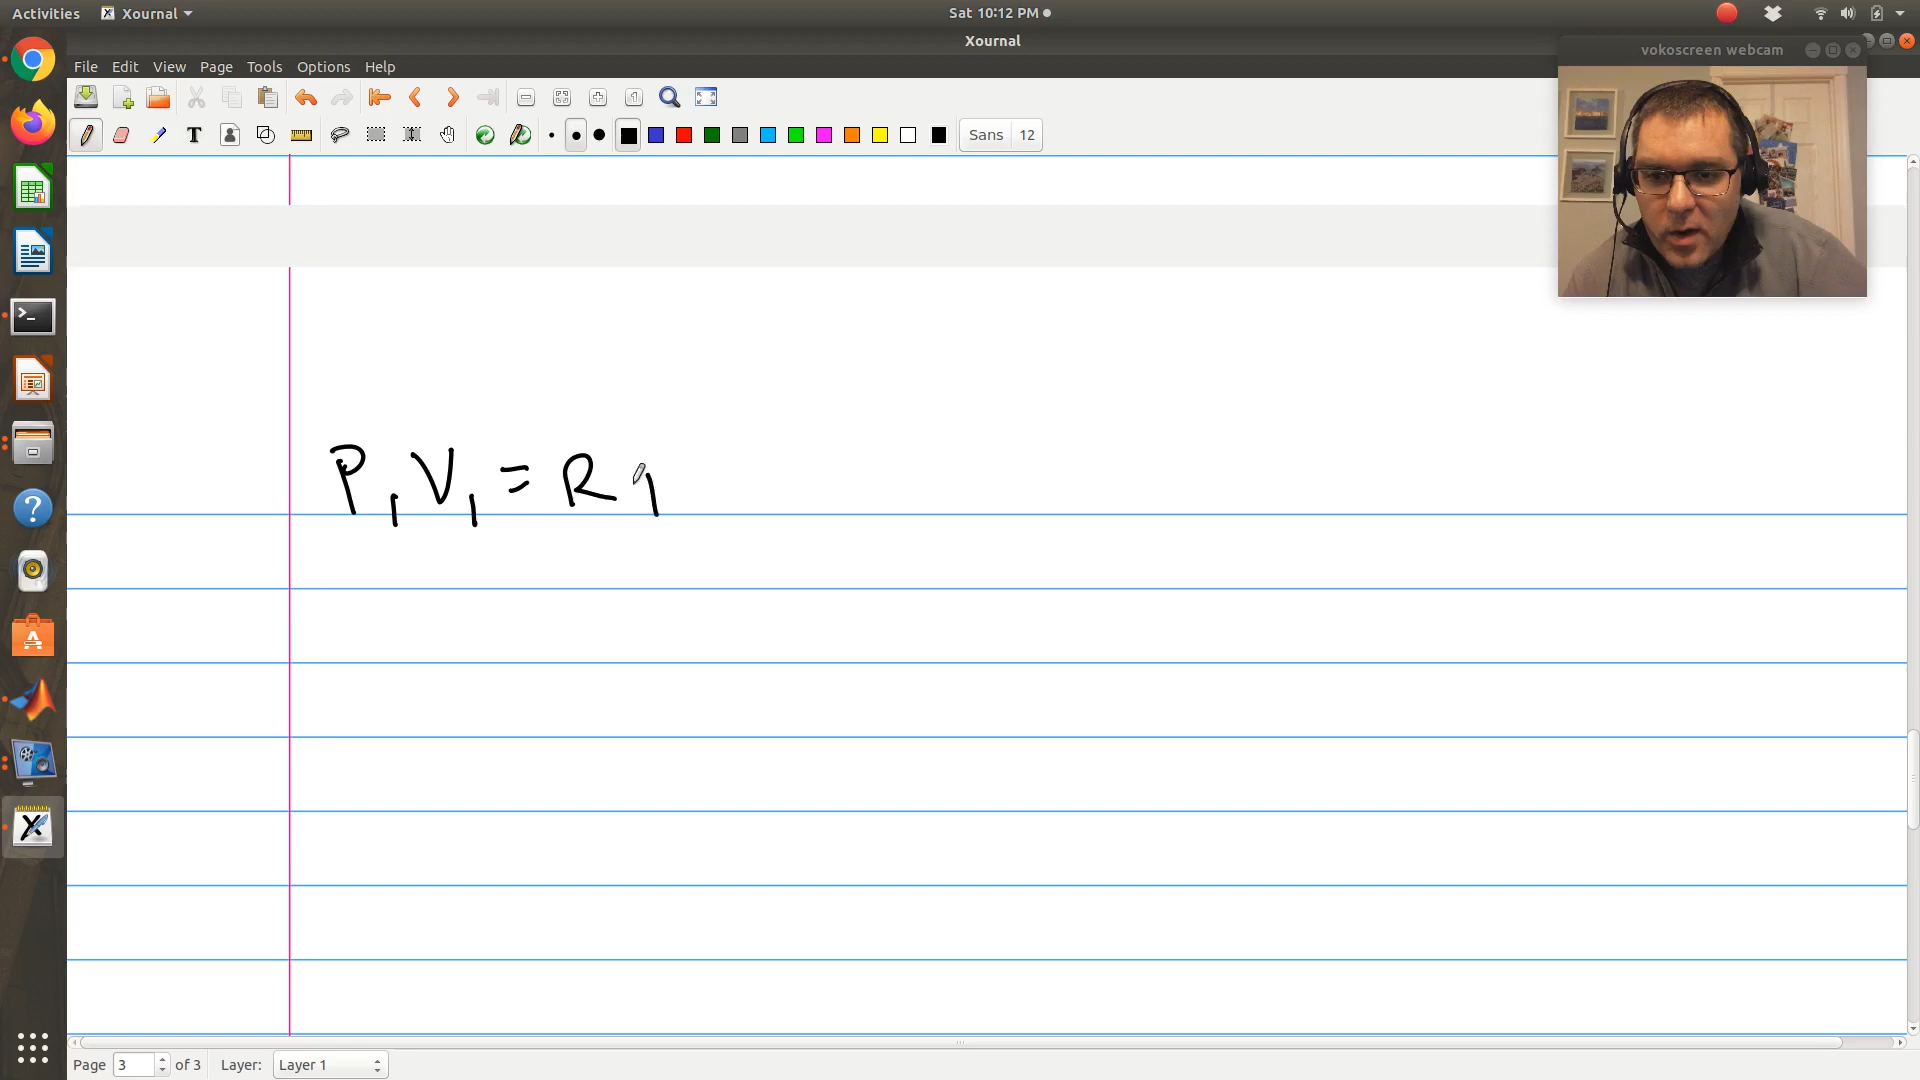 Activities Xournal Sat 10:12 PM
Xournal
vokoscreen webcam
File Edit View Page Tools Options Help
Sans 12
P₁V₁ = R
Page 3 of 3 Layer: Layer 1